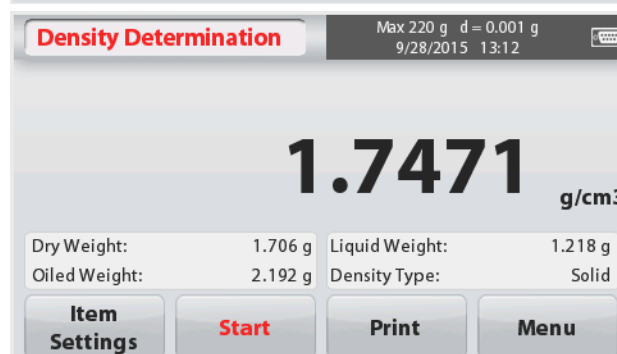 Density Determination
Max 220 g d = 0.001 g
9/28/2015 13:12
1.7471 g/cm3
Dry Weight: 1.706 g Liquid Weight: 1.218 g
Oiled Weight: 2.192 g Density Type: Solid
Item Settings
Start
Print
Menu